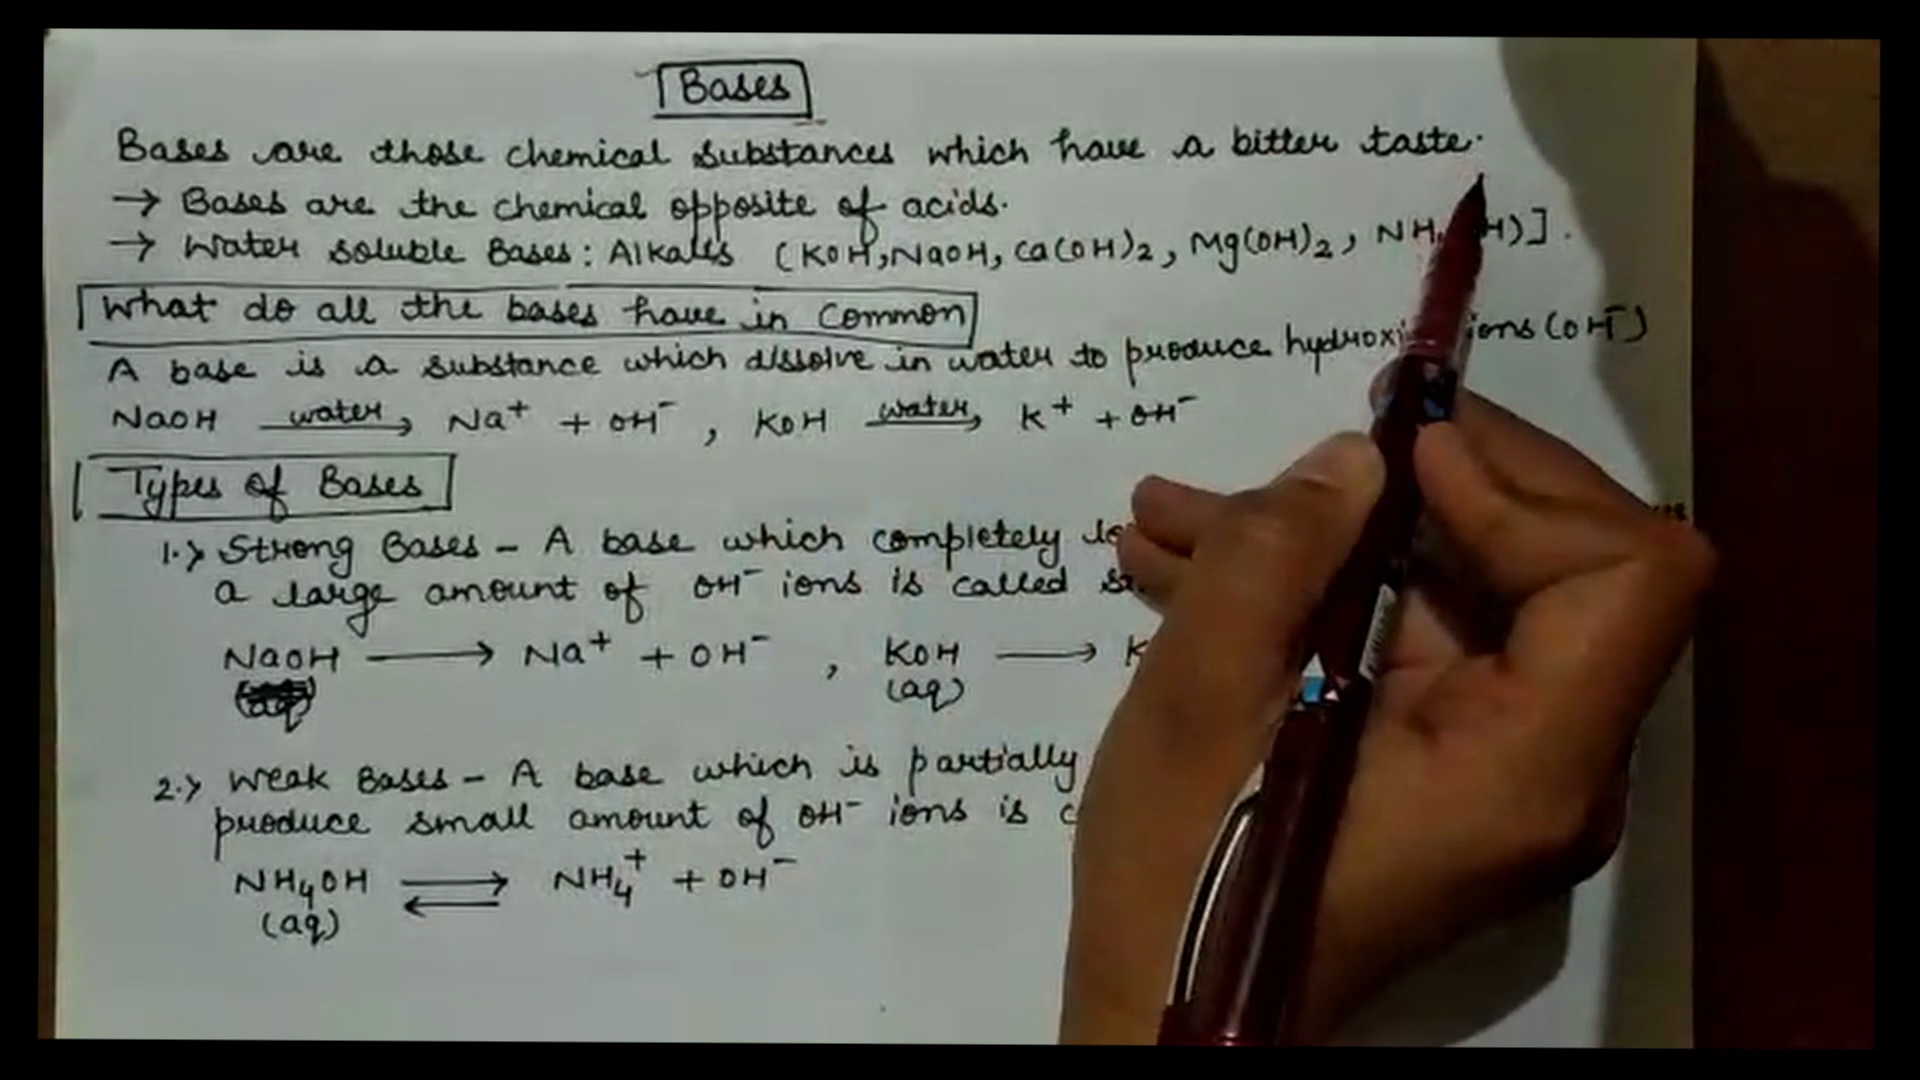 Bases
Bases are those chemical substances which have a bitter taste.
→ Bases are the chemical opposite of acids.
→ Water soluble Bases: Alkalis (KOH, NaOH, Ca(OH)2, Mg(OH)2, NH H)].
What do all the bases have in common
A base is a substance which dissolve in water to produce ions (OH⁻)
NaOH water→ Na⁺ + OH⁻ , KOH water→ K⁺ + OH⁻
Types of Bases
1.> Strong Bases - A base which completely
a large amount of OH⁻ ions is called
NaOH → Na⁺ + OH⁻ , KOH → K
(aq)
2.> Weak Bases - A base which is partially
produce small amount of OH⁻ ions is
NH₄OH ⇌ NH₄⁺ + OH⁻
(aq)